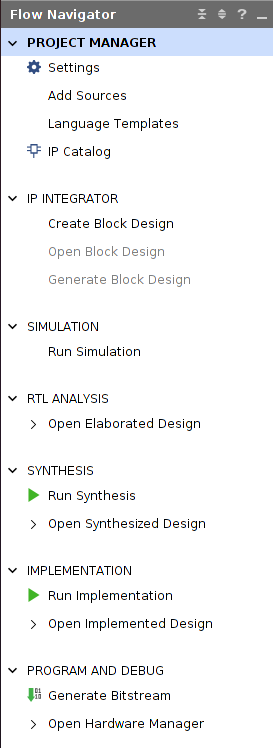 Flow Navigator ?
PROJECT MANAGER
Settings
Add Sources
Language Templates
IP Catalog
IP INTEGRATOR
Create Block Design
Open Block Design
Generate Block Design
SIMULATION
Run Simulation
RTL ANALYSIS
Open Elaborated Design
SYNTHESIS
Run Synthesis
Open Synthesized Design
IMPLEMENTATION
Run Implementation
Open Implemented Design
PROGRAM AND DEBUG
Generate Bitstream
Open Hardware Manager